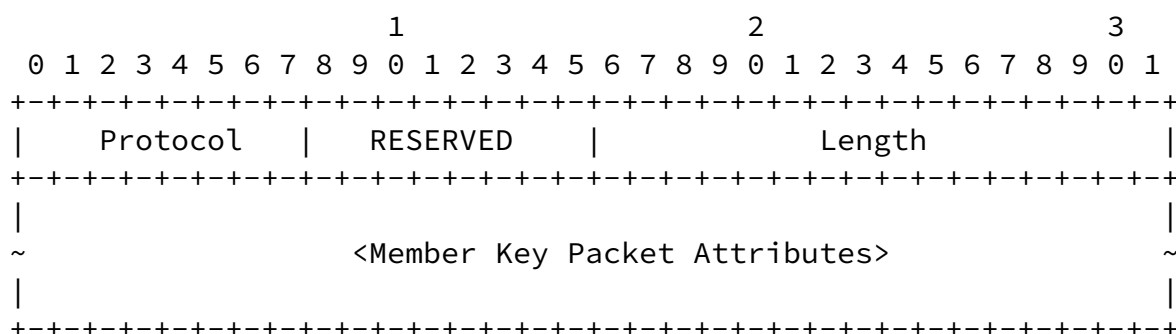 1                   2                   3
 0 1 2 3 4 5 6 7 8 9 0 1 2 3 4 5 6 7 8 9 0 1 2 3 4 5 6 7 8 9 0 1
+-+-+-+-+-+-+-+-+-+-+-+-+-+-+-+-+-+-+-+-+-+-+-+-+-+-+-+-+-+-+-+-+
|    Protocol   |   RESERVED    |            Length             |
+-+-+-+-+-+-+-+-+-+-+-+-+-+-+-+-+-+-+-+-+-+-+-+-+-+-+-+-+-+-+-+-+
|                                                               |
~                  <Member Key Packet Attributes>               ~
|                                                               |
+-+-+-+-+-+-+-+-+-+-+-+-+-+-+-+-+-+-+-+-+-+-+-+-+-+-+-+-+-+-+-+-+